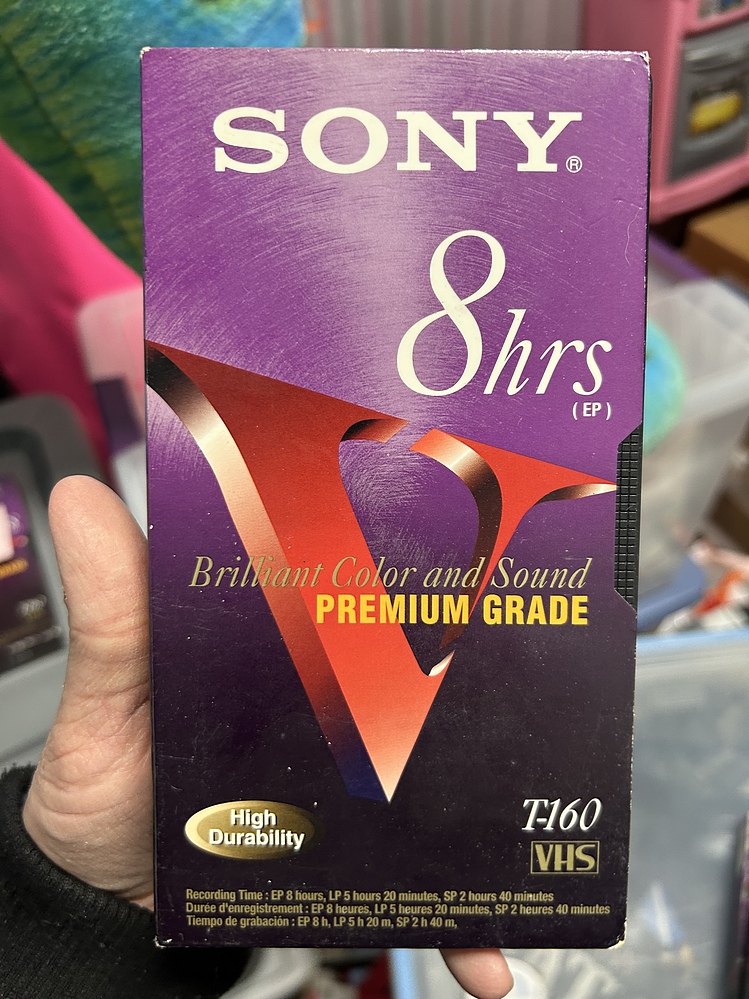 SONY®
8hrs
(EP)
Brilliant Color and Sound
PREMIUM GRADE
High
Durability
T-160
VHS
Recording Time : EP 8 hours, LP 5 hours 20 minutes, SP 2 hours 40 minutes
Durée d'enregistrement : EP 8 heures, LP 5 heures 20 minutes, SP 2 heures 40 minutes
Tiempo de grabación : EP 8 h, LP 5 h 20 m, SP 2 h 40 m,